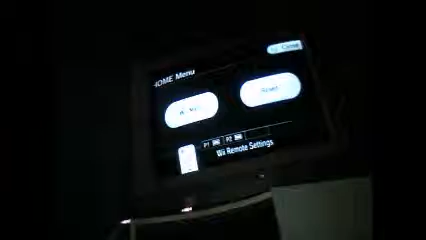 Close
HOME Menu
Reset
P1 P2
Wii Remote Settings